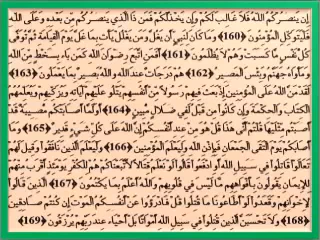 إن ينصركم الله فلا غالب لكم وإن يخذلكم فمن ذا الذي ينصركم من بعده وعلى الله
فليتوكل المؤمنون ﴿160﴾ وما كان لنبي أن يغل ومن يغلل يأت بما غل يوم القيامة ثم توفى
كل نفس ما كسبت وهم لا يظلمون ﴿161﴾ أفمن اتبع رضوان الله كمن باء بسخط من الله
ومأواه جهنم وبئس المصير ﴿162﴾ هم درجات عند الله والله بصير بما يعملون ﴿163﴾
لقد من الله على المؤمنين إذ بعث فيهم رسولا من أنفسهم يتلو عليهم آياته ويزكيهم ويعلمهم
الكتاب والحكمة وإن كانوا من قبل لفي ضلال مبين ﴿164﴾ أولما أصابتكم مصيبة قد
أصبتم مثليها قلتم أنى هذا قل هو من عند أنفسكم إن الله على كل شيء قدير ﴿165﴾ وما
أصابكم يوم التقى الجمعان فبإذن الله وليعلم المؤمنين ﴿166﴾ وليعلم الذين نافقوا وقيل لهم
تعالوا قاتلوا في سبيل الله أو ادفعوا قالوا لو نعلم قتالا لاتبعناكم هم للكفر يومئذ أقرب منهم
للإيمان يقولون بأفواههم ما ليس في قلوبهم والله أعلم بما يكتمون ﴿167﴾ الذين قالوا
لإخوانهم وقعدوا لو أطاعونا ما قتلوا قل فادرءوا عن أنفسكم الموت إن كنتم صادقين
﴿168﴾ ولا تحسبن الذين قتلوا في سبيل الله أمواتا بل أحياء عند ربهم يرزقون ﴿169﴾